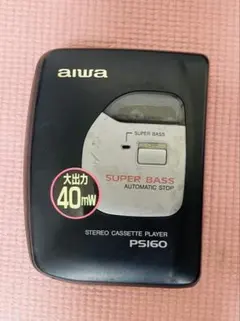 aiwa
SUPER BASS
SUPER BASS
AUTOMATIC STOP
大出力
40mW
STEREO CASSETTE PLAYER
PS160